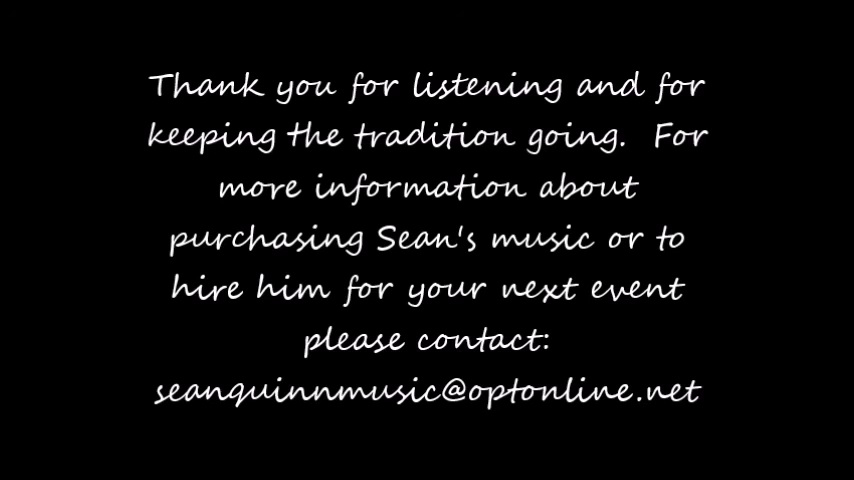 Thank you for listening and for
keeping the tradition going.  For
more information about
purchasing Sean's music or to
hire him for your next event
please contact:
seanquinnmusic@optonline.net